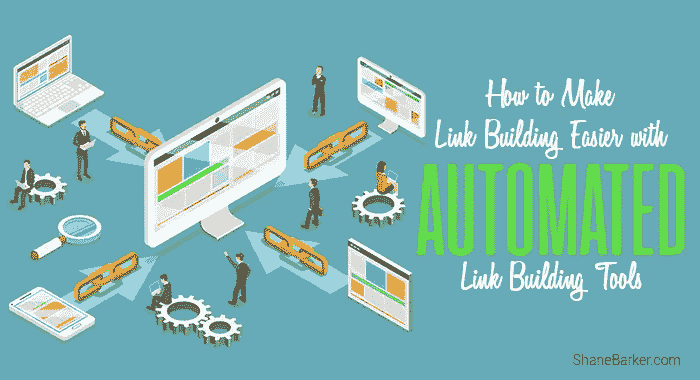 How to Make
Link Building Easier with
AUTOMATED
Link Building Tools
ShaneBarker.com